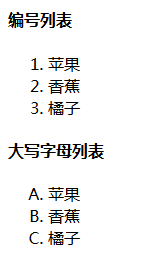 编号列表
1. 苹果
2. 香蕉
3. 橘子
大写字母列表
A. 苹果
B. 香蕉
C. 橘子